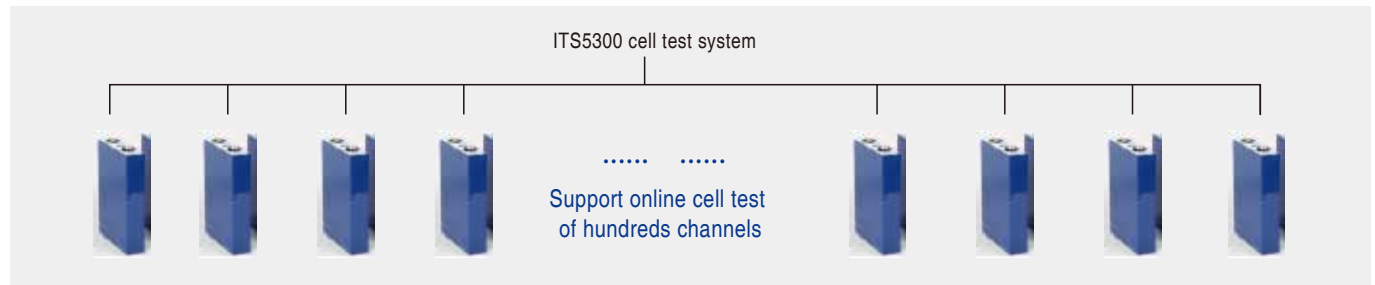 ITS5300 cell test system
...... ......
Support online cell test
of hundreds channels